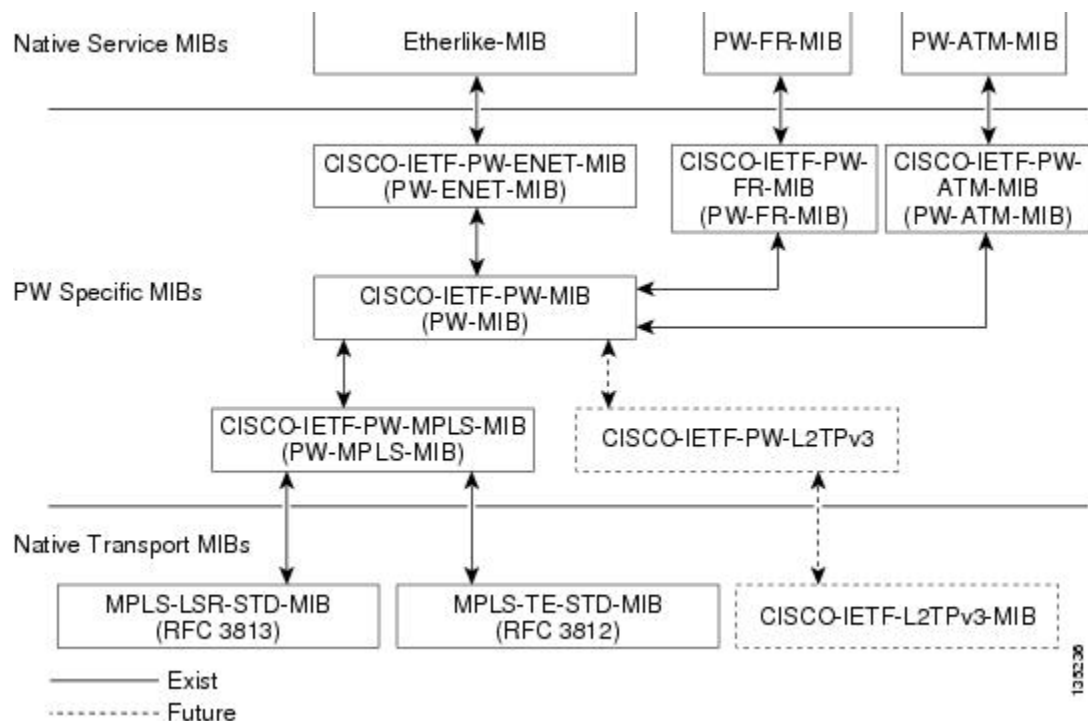 Native Service MIBs
Etherlike-MIB
PW-FR-MIB
PW-ATM-MIB
CISCO-IETF-PW-ENET-MIB
(PW-ENET-MIB)
CISCO-IETF-PW-
FR-MIB
(PW-FR-MIB)
CISCO-IETF-PW-
ATM-MIB
(PW-ATM-MIB)
PW Specific MIBs
CISCO-IETF-PW-MIB
(PW-MIB)
CISCO-IETF-PW-MPLS-MIB
(PW-MPLS-MIB)
CISCO-IETF-PW-L2TPv3
Native Transport MIBs
MPLS-LSR-STD-MIB
(RFC 3813)
MPLS-TE-STD-MIB
(RFC 3812)
CISCO-IETF-L2TPv3-MIB
Exist
Future
135236